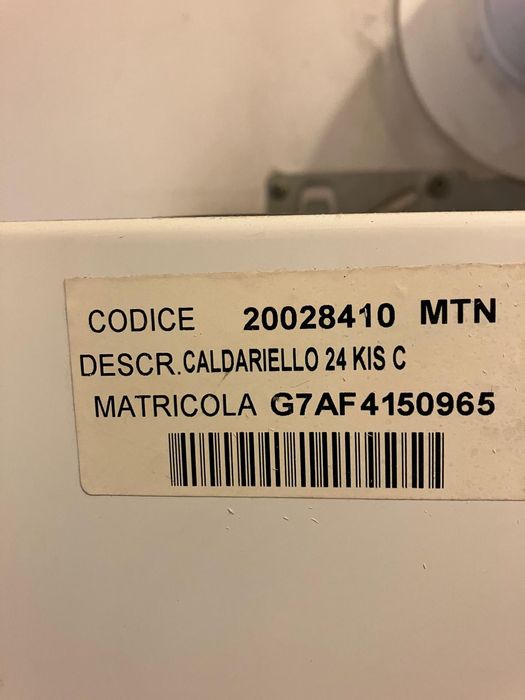 CODICE 20028410 MTN
DESCR. CALDARIELLO 24 KIS C
MATRICOLA G7AF4150965